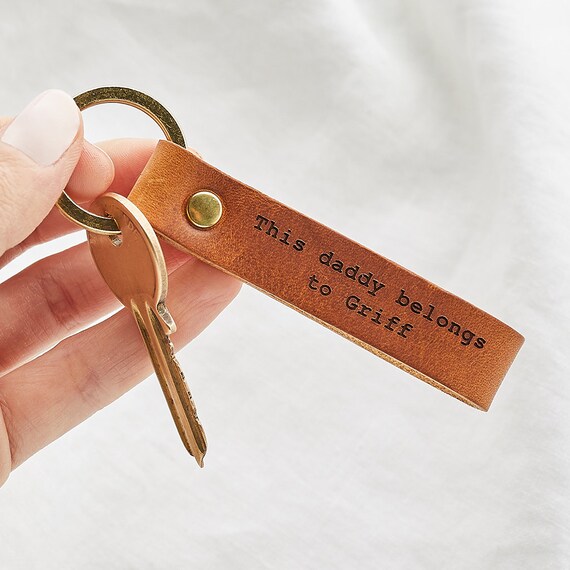 This daddy belongs
to Griff